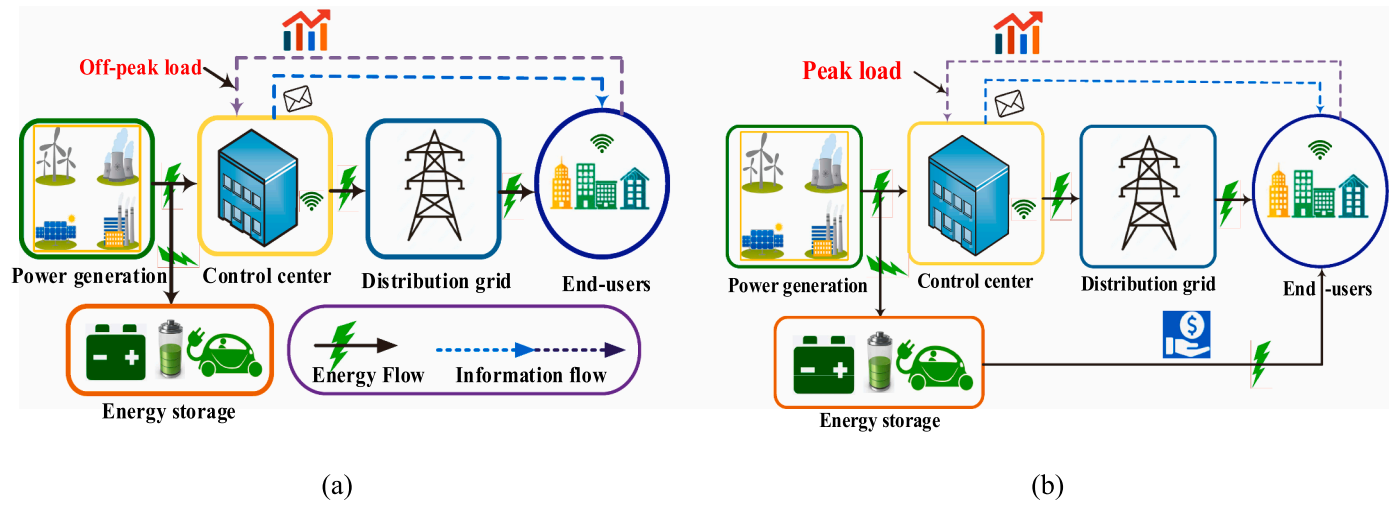 Off-peak load
Power generation
Control center
Distribution grid
End-users
Energy storage
Energy Flow
Information flow
(a)
Peak load
Power generation
Control center
Distribution grid
End-users
$
Energy storage
(b)